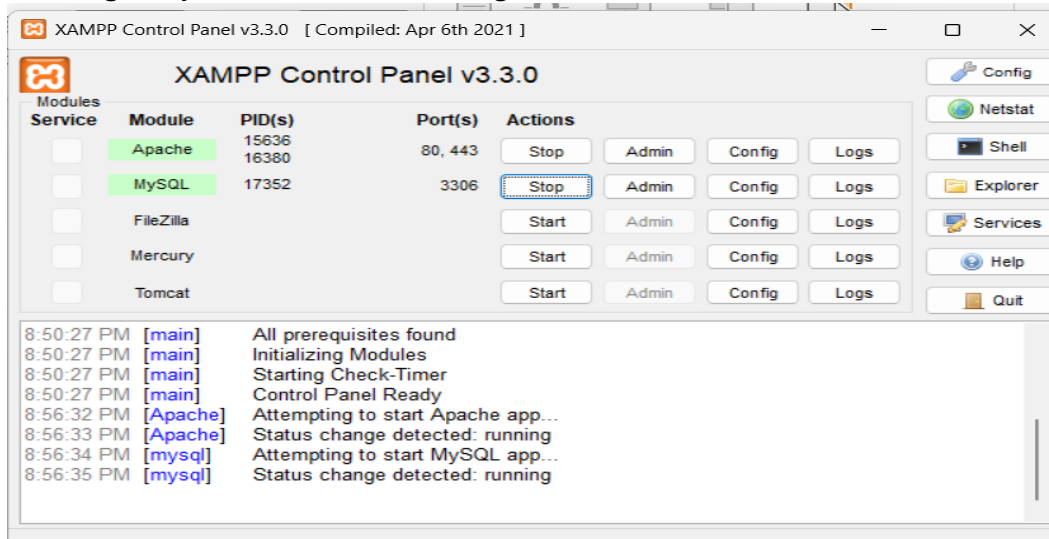 XAMPP Control Panel v3.3.0 [ Compiled: Apr 6th 2021 ]
XAMPP Control Panel v3.3.0
Config
Modules
Service Module PID(s) Port(s) Actions
Netstat
Apache 15636 16380 80, 443 Stop Admin Config Logs
Shell
MySQL 17352 3306 Stop Admin Config Logs
Explorer
FileZilla Start Admin Config Logs
Services
Mercury Start Admin Config Logs
Help
Tomcat Start Admin Config Logs
Quit
8:50:27 PM [main] All prerequisites found
8:50:27 PM [main] Initializing Modules
8:50:27 PM [main] Starting Check-Timer
8:50:27 PM [main] Control Panel Ready
8:56:32 PM [Apache] Attempting to start Apache app...
8:56:33 PM [Apache] Status change detected: running
8:56:34 PM [mysql] Attempting to start MySQL app...
8:56:35 PM [mysql] Status change detected: running